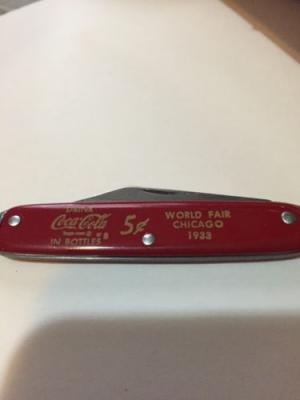 DRINK
Coca-Cola
IN BOTTLES
5¢
WORLD FAIR
CHICAGO
1933